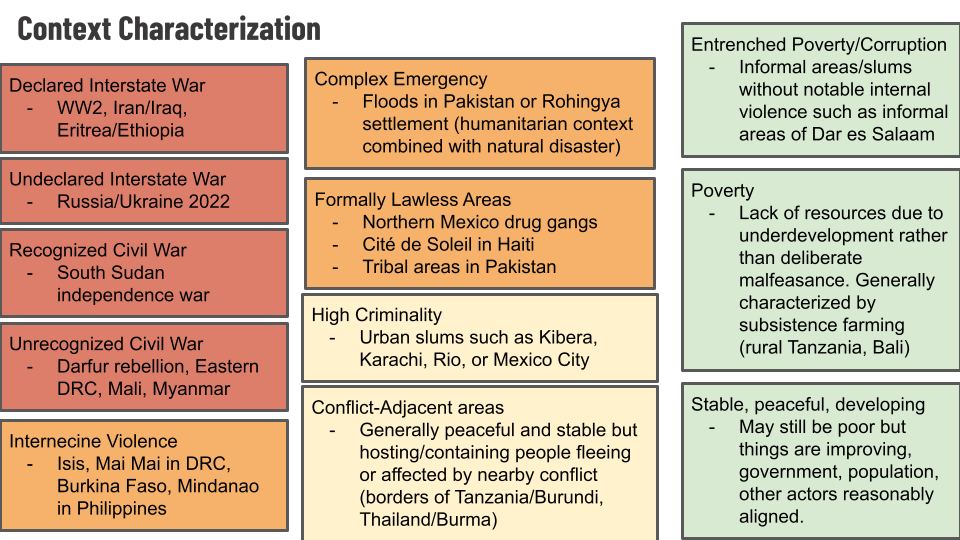 Context Characterization
Declared Interstate War
- WW2, Iran/Iraq,
Eritrea/Ethiopia
Undeclared Interstate War
- Russia/Ukraine 2022
Recognized Civil War
- South Sudan
independence war
Unrecognized Civil War
- Darfur rebellion, Eastern
DRC, Mali, Myanmar
Internecine Violence
- Isis, Mai Mai in DRC,
Burkina Faso, Mindanao
in Philippines
Complex Emergency
- Floods in Pakistan or Rohingya
settlement (humanitarian context
combined with natural disaster)
Formally Lawless Areas
- Northern Mexico drug gangs
- Cité de Soleil in Haiti
- Tribal areas in Pakistan
High Criminality
- Urban slums such as Kibera,
Karachi, Rio, or Mexico City
Conflict-Adjacent areas
- Generally peaceful and stable but
hosting/containing people fleeing
or affected by nearby conflict
(borders of Tanzania/Burundi,
Thailand/Burma)
Entrenched Poverty/Corruption
- Informal areas/slums
without notable internal
violence such as informal
areas of Dar es Salaam
Poverty
- Lack of resources due to
underdevelopment rather
than deliberate
malfeasance. Generally
characterized by
subsistence farming
(rural Tanzania, Bali)
Stable, peaceful, developing
- May still be poor but
things are improving,
government, population,
other actors reasonably
aligned.